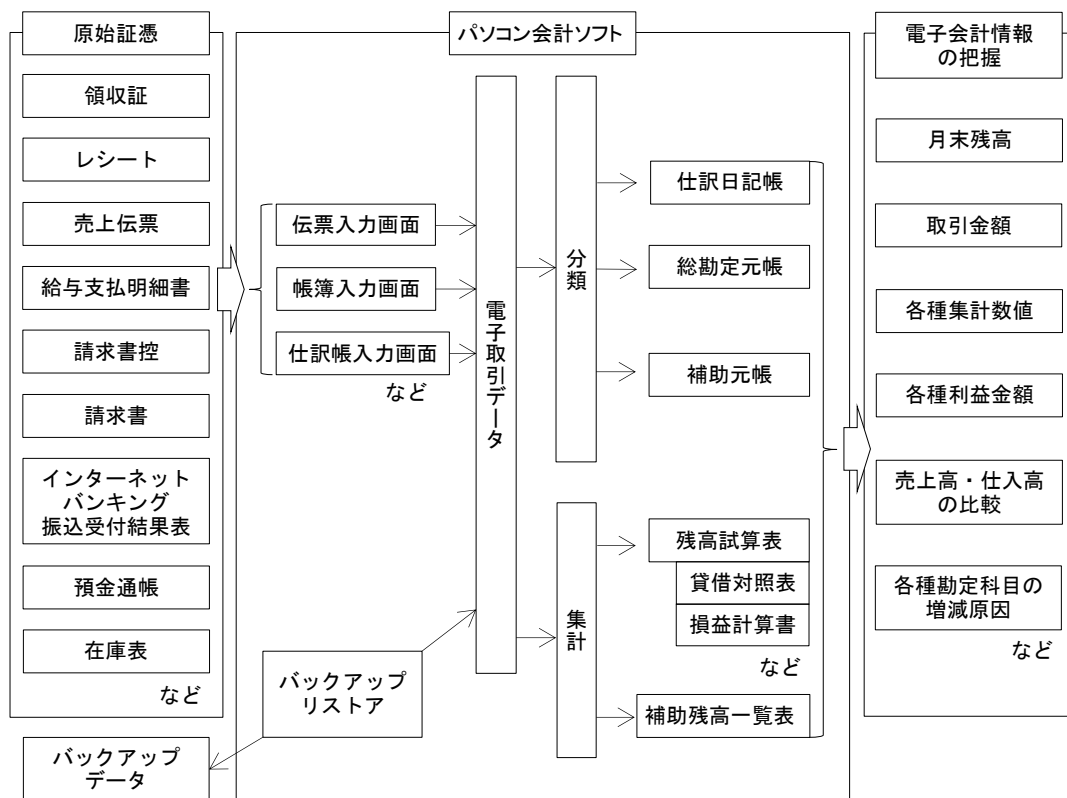 原始証憑
領収証
レシート
売上伝票
給与支払明細書
請求書控
請求書
インターネット
バンキング
振込受付結果表
預金通帳
在庫表
など
バックアップ
データ
パソコン会計ソフト
伝票入力画面
帳簿入力画面
仕訳帳入力画面
など
バックアップ
リストア
電子取引データ
分類
集計
仕訳日記帳
総勘定元帳
補助元帳
残高試算表
貸借対照表
損益計算書
など
補助残高一覧表
電子会計情報
の把握
月末残高
取引金額
各種集計数値
各種利益金額
売上高・仕入高
の比較
各種勘定科目の
増減原因
など